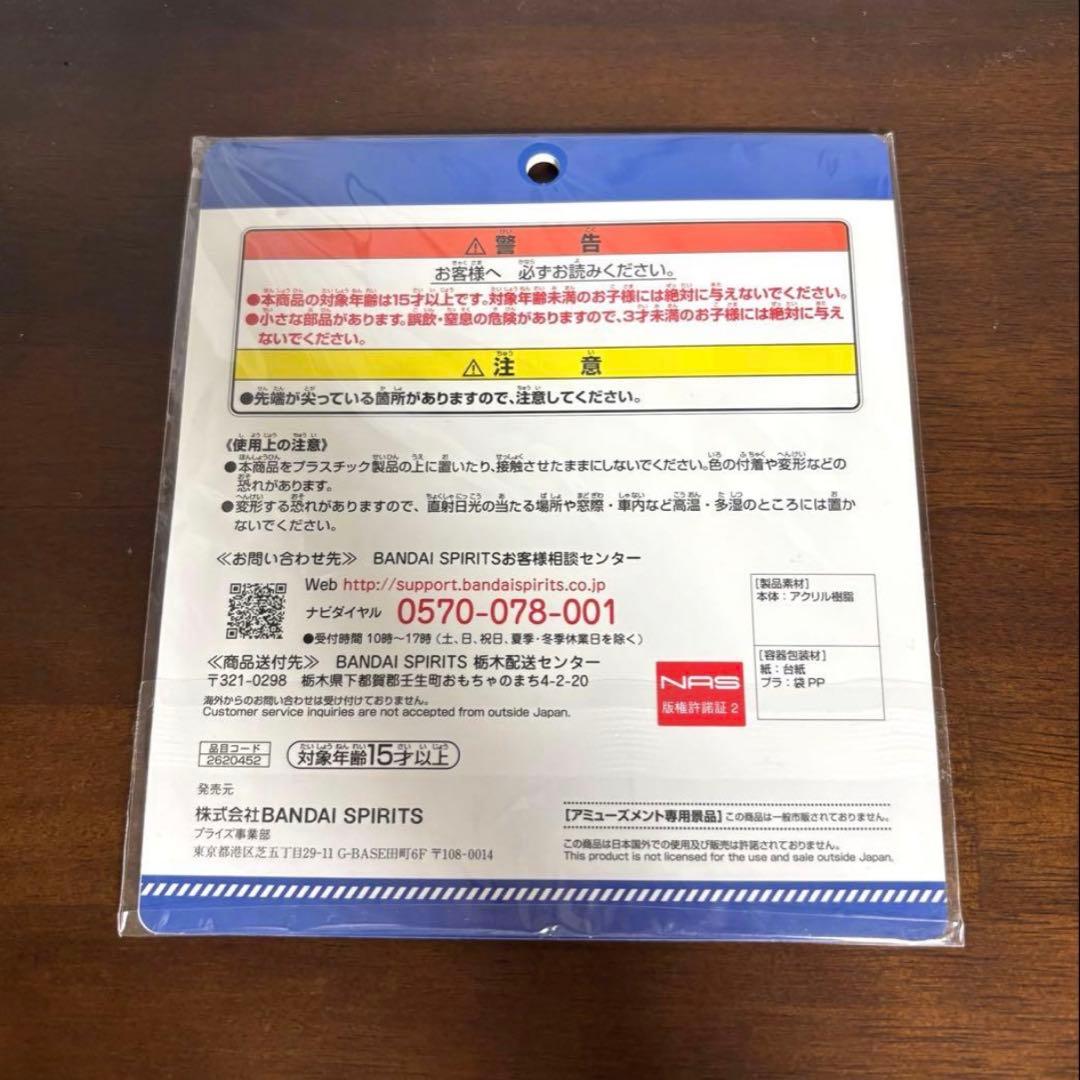 ⚠警告
お客様へ 必ずお読みください。
●本商品の対象年齢は15才以上です。対象年齢未満のお子様には絶対に与えないでください。
●小さな部品があります。誤飲・窒息の危険がありますので、3才未満のお子様には絶対に与え
ないでください。
⚠注意
●先端が尖っている箇所がありますので、注意してください。
《使用上の注意》
●本商品をプラスチック製品の上に置いたり、接触させたままにしないでください。色の付着や変形などの
恐れがあります。
●変形する恐れがありますので、直射日光の当たる場所や窓際・車内など高温・多湿のところには置か
ないでください。
≪お問い合わせ先≫ BANDAI SPIRITSお客様相談センター
Web http://support.bandaispirits.co.jp
ナビダイヤル 0570-078-001
●受付時間 10時～17時(土、日、祝日、夏季・冬季休業日を除く)
≪商品送付先≫ BANDAI SPIRITS 栃木配送センター
〒321-0298 栃木県下都賀郡壬生町おもちゃのまち4-2-20
海外からのお問い合わせは受け付けておりません。
Customer service inquiries are not accepted from outside Japan.
[製品素材]
本体：アクリル樹脂
[容器包装材]
紙：台紙
プラ：袋PP
NAS
版権許諾証2
品目コード
2620452
対象年齢15才以上
発売元
株式会社BANDAI SPIRITS
プライズ事業部
東京都港区芝五丁目29-11 G-BASE田町6F 〒108-0014
[アミューズメント専用景品] この商品は一般市販されておりません。
この商品は日本国外での使用及び販売は許諾されておりません。
This product is not licensed for the use and sale outside Japan.